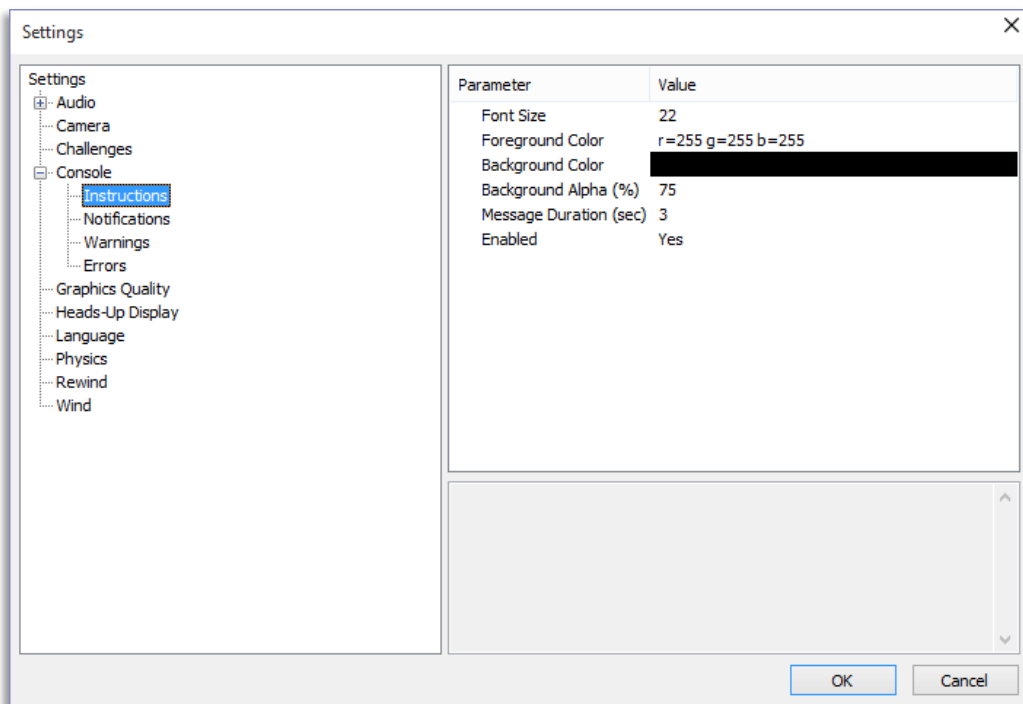 Settings
Settings
Audio
Camera
Challenges
Console
Instructions
Notifications
Warnings
Errors
Graphics Quality
Heads-Up Display
Language
Physics
Rewind
Wind
Parameter Value
Font Size 22
Foreground Color r=255 g=255 b=255
Background Color
Background Alpha (%) 75
Message Duration (sec) 3
Enabled Yes
OK Cancel